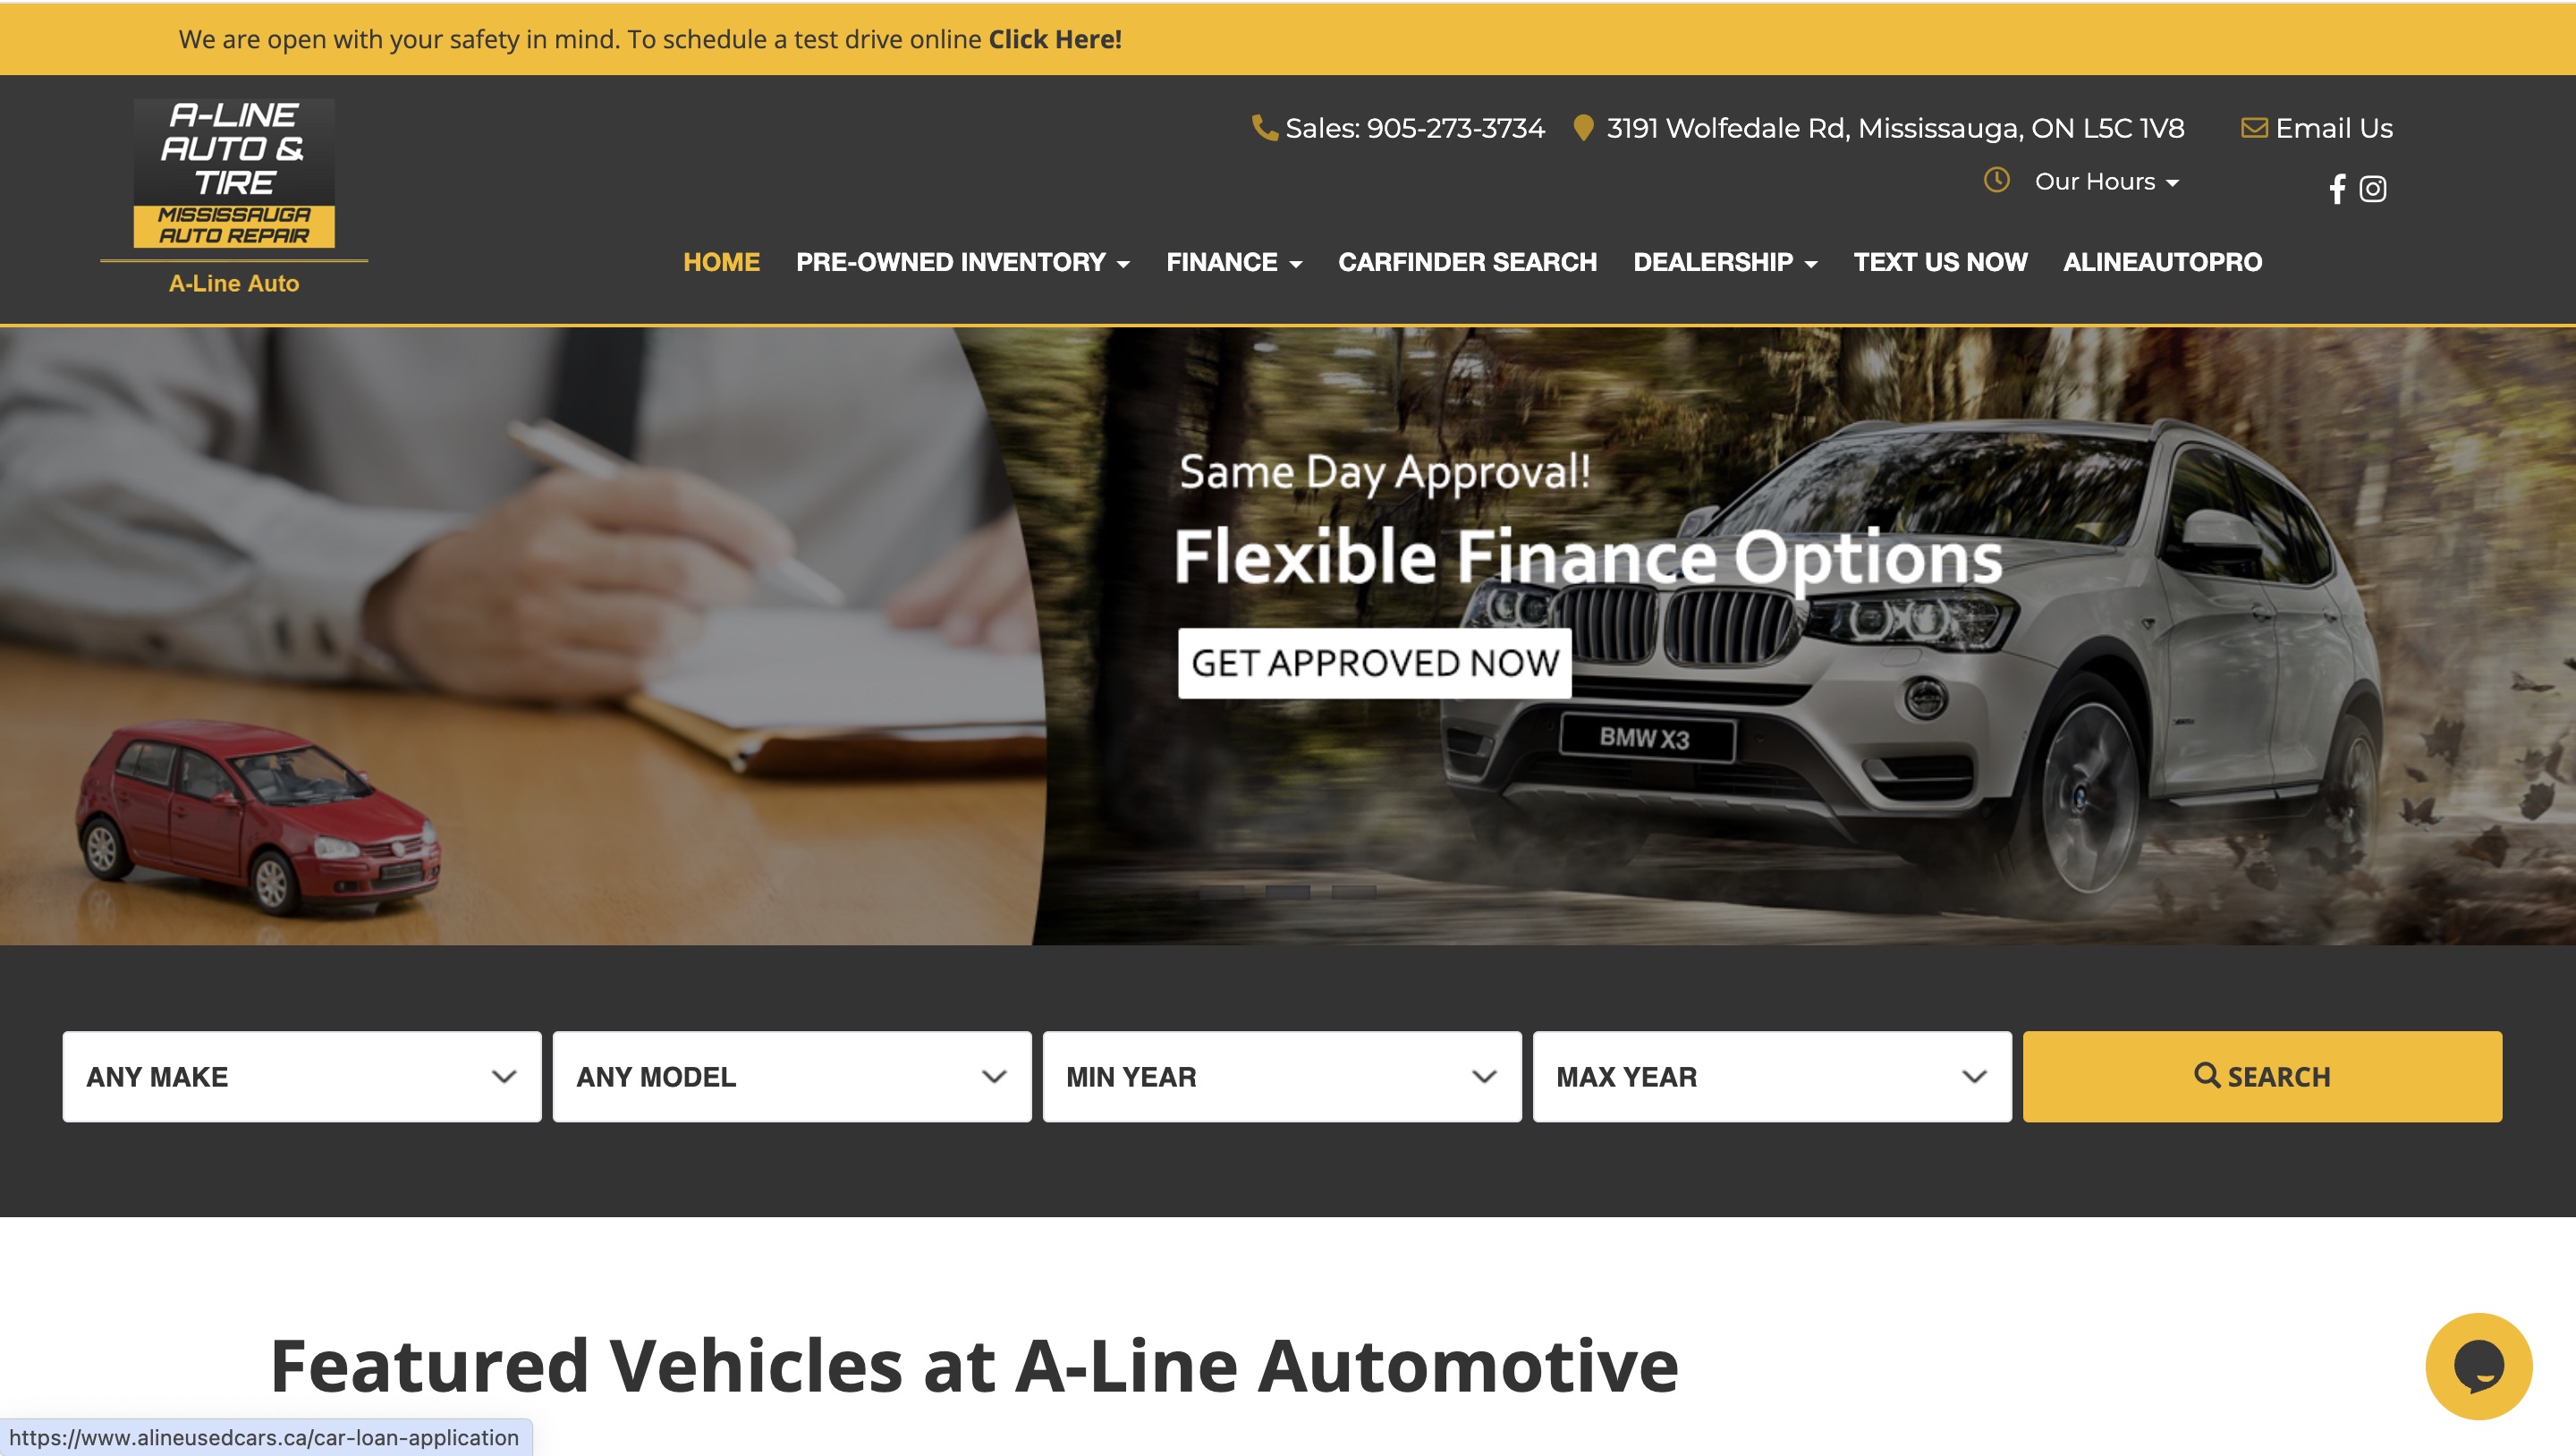 We are open with your safety in mind. To schedule a test drive online Click Here!
A-LINE
AUTO &
TIRE
MISSISSAUGA
AUTO REPAIR
A-Line Auto
Sales: 905-273-3734
3191 Wolfedale Rd, Mississauga, ON L5C 1V8
Email Us
Our Hours
HOME
PRE-OWNED INVENTORY
FINANCE
CARFINDER SEARCH
DEALERSHIP
TEXT US NOW
ALINEAUTOPRO
Same Day Approval!
Flexible Finance Options
GET APPROVED NOW
BMW X3
ANY MAKE
ANY MODEL
MIN YEAR
MAX YEAR
SEARCH
Featured Vehicles at A-Line Automotive
https://www.alineusedcars.ca/car-loan-application